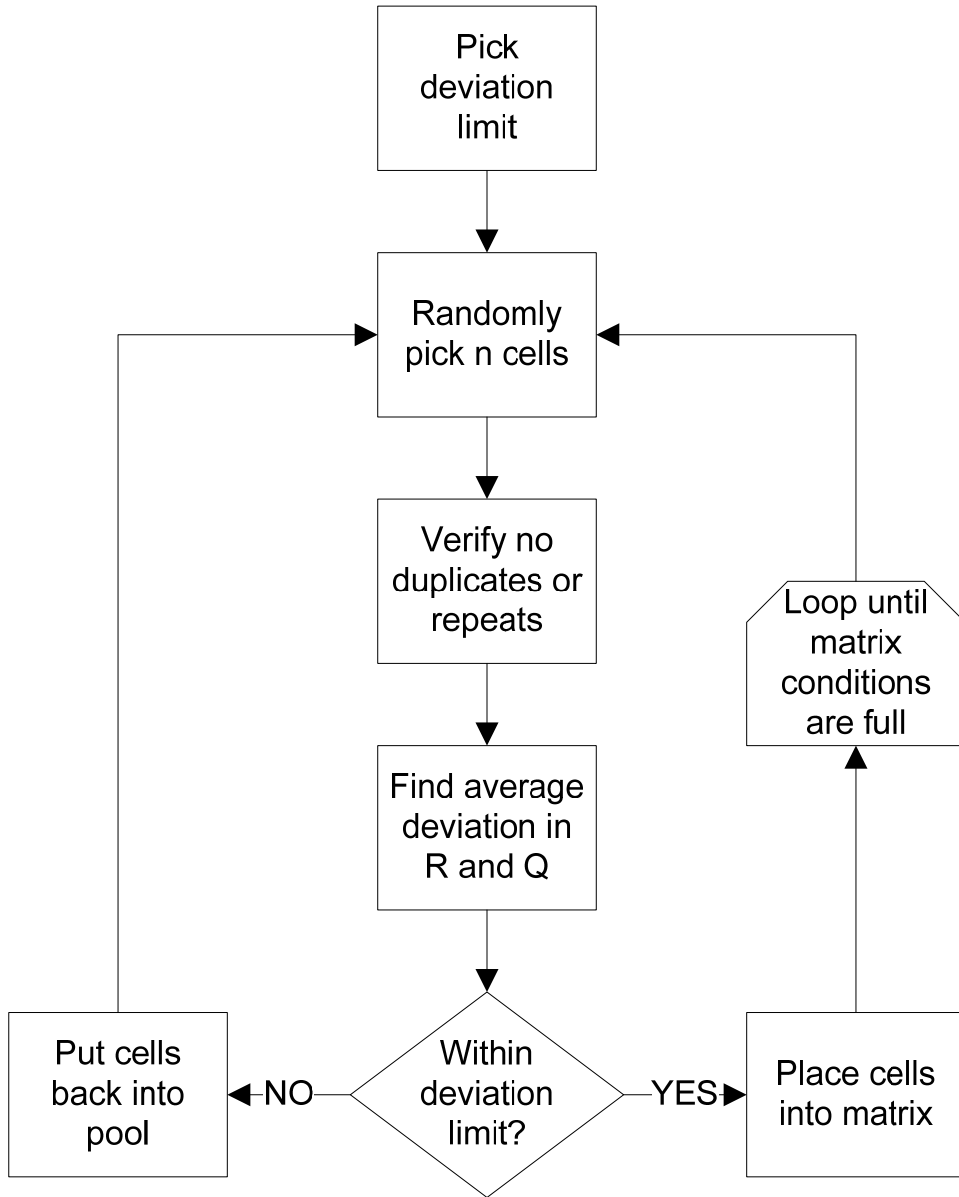 Pick
deviation
limit
Randomly
pick n cells
Verify no
duplicates or
repeats
Loop until
matrix
conditions
are full
Find average
deviation in
R and Q
Put cells
back into
pool
NO
Within
deviation
limit?
YES
Place cells
into matrix